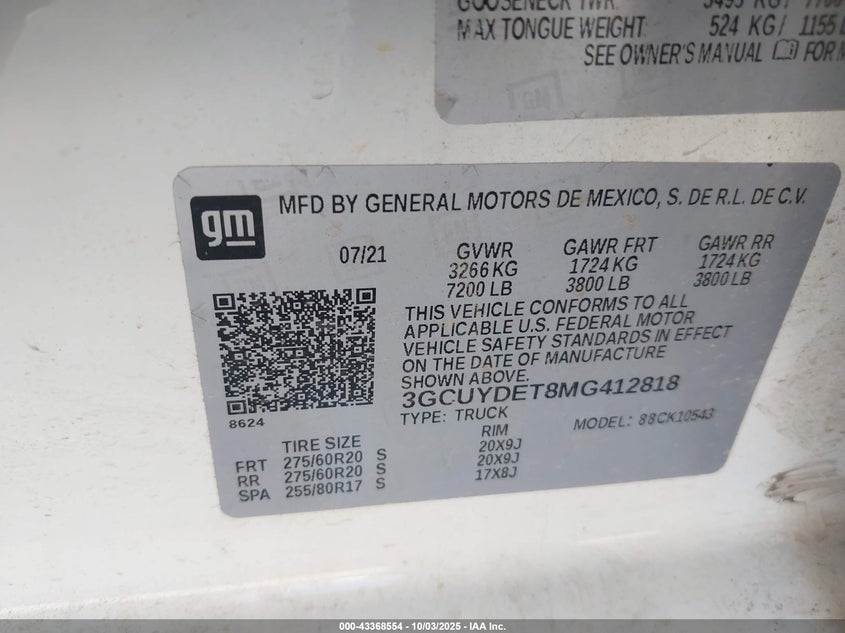 GOOSENECK TWR:
MAX TONGUE WEIGHT: 524 KG / 1155
SEE OWNER'S MANUAL FOR
gm
MFD BY GENERAL MOTORS DE MEXICO, S. DE R.L. DE C.V.
07/21 GVWR GAWR FRT GAWR RR
3266 KG 1724 KG 1724 KG
7200 LB 3800 LB 3800 LB
THIS VEHICLE CONFORMS TO ALL
APPLICABLE U.S. FEDERAL MOTOR
VEHICLE SAFETY STANDARDS IN EFFECT
ON THE DATE OF MANUFACTURE
SHOWN ABOVE.
3GCUYDET8MG412818
8624
TYPE: TRUCK MODEL: 88CK10543
TIRE SIZE RIM
FRT 275/60R20 S 20X9J
RR 275/60R20 S 20X9J
SPA 255/80R17 S 17X8J
000-43368554 | 10/03/2025 - IAA Inc.